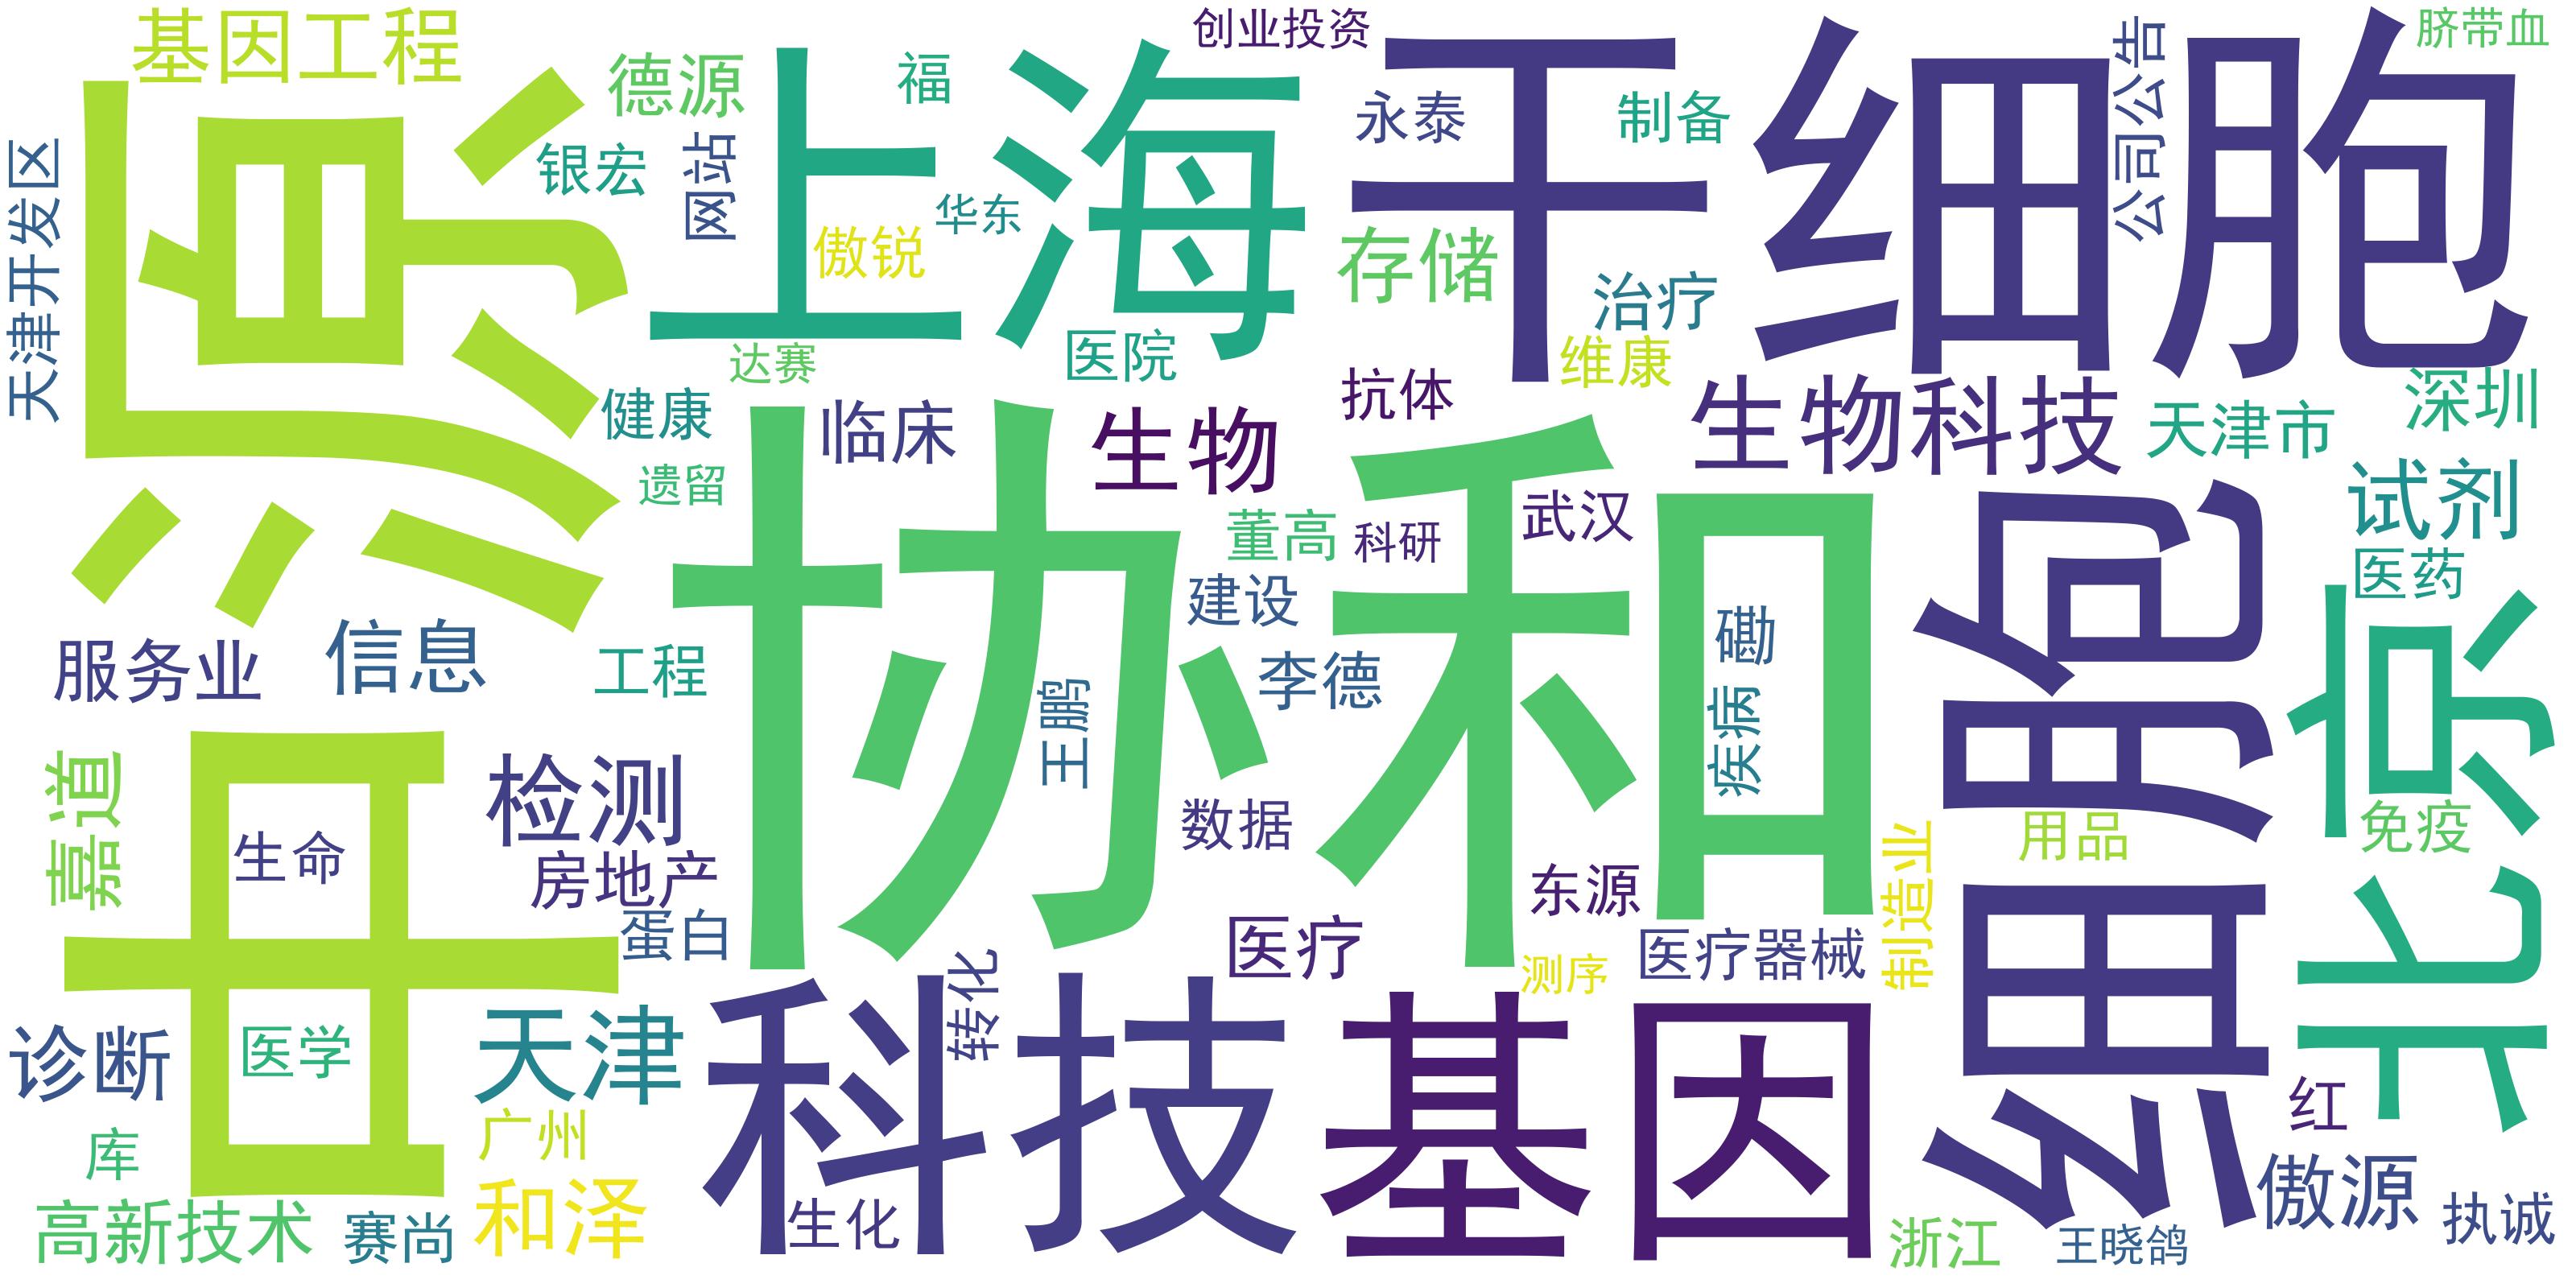 基因工程
德源
福
创业投资
脐带血
中源
上海
干细胞
公司公告
永泰
制备
天津开发区
银宏
网站
傲锐
华东
存储
治疗
维康
医院
达赛
健康
临床
生物
抗体
生物科技
天津市
深圳
遗留
协和
董高
科研
武汉
试剂
医药
细胞
北京
服务业
信息
工程
建设
李德
王鹏
疾病
勘
嘉道
生命
检测
数据
用品
免疫
房地产
蛋白
东源
制造业
医疗
测序
医疗器械
诊断
医学
天津
科技
转化
基因
库
广州
红
高新技术
赛尚
和泽
生化
傲源
执诚
浙江
王晓鸽